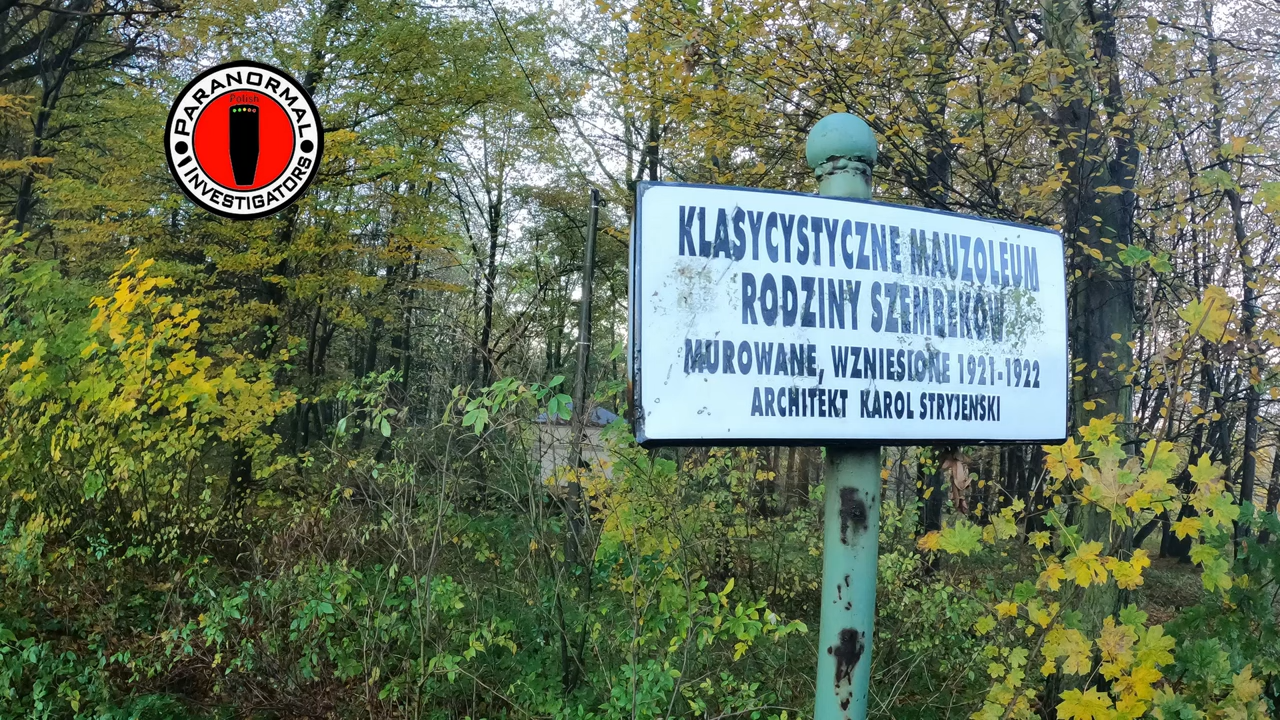 PARANORMAL
Polish
INVESTIGATORS
KLASYCYSTYCZNE MAUZOLEUM
RODZINY SZEMBEKÓW
MUROWANE, WZNIESIONE 1921-1922
ARCHITEKT KAROL STRYJENSKI